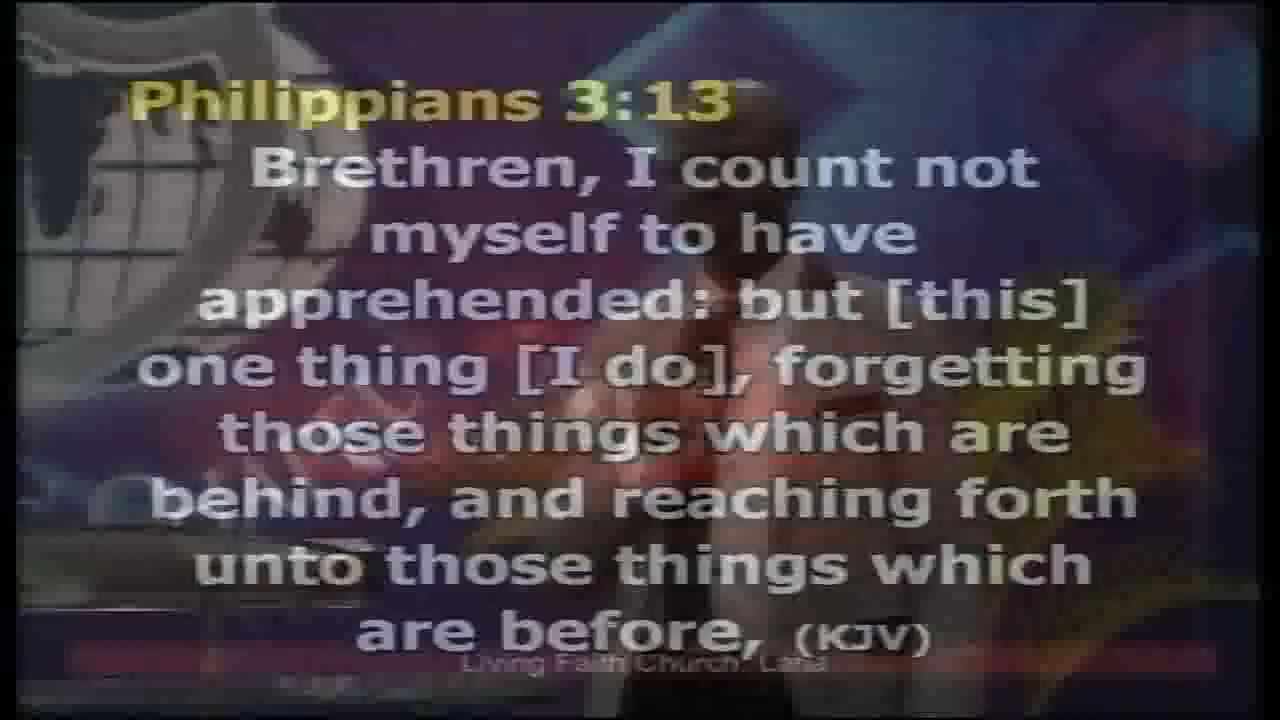 Philippians 3:13
Brethren, I count not
myself to have
apprehended: but [this]
one thing [I do], forgetting
those things which are
behind, and reaching forth
unto those things which
are before, (KJV)
Living Faith Church